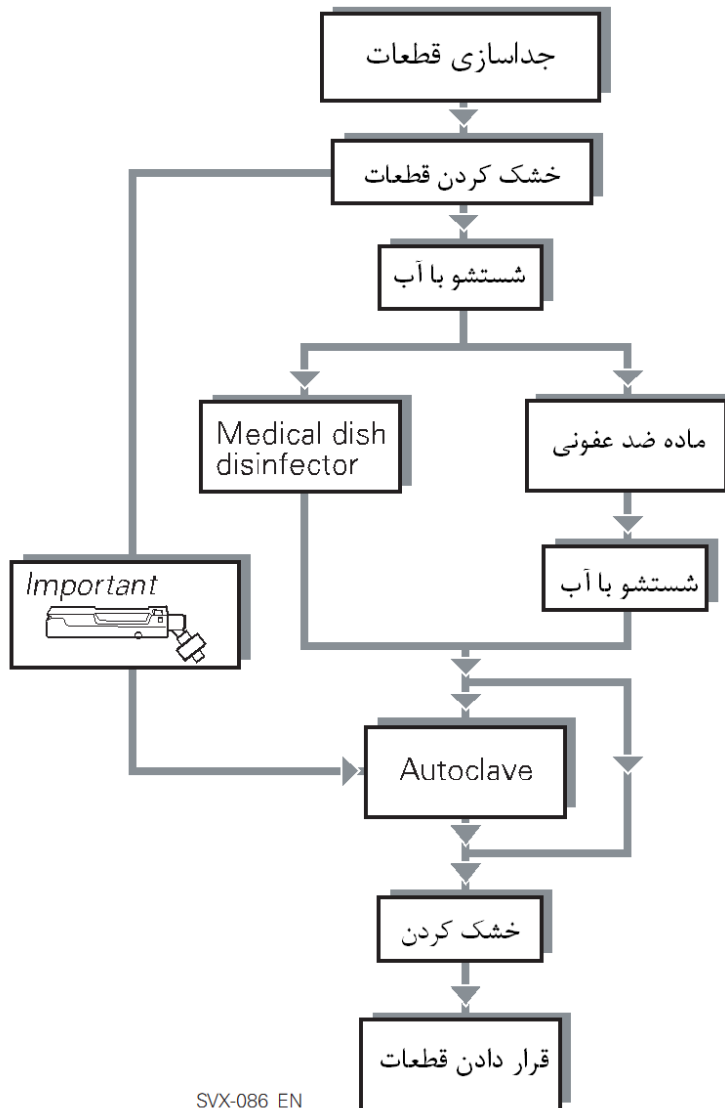 جداسازی قطعات
خشک کردن قطعات
شستشو با آب
Medical dish
disinfector
ماده ضد عفونی
شستشو با آب
Important
Autoclave
خشک کردن
قرار دادن قطعات
SVX-086 EN